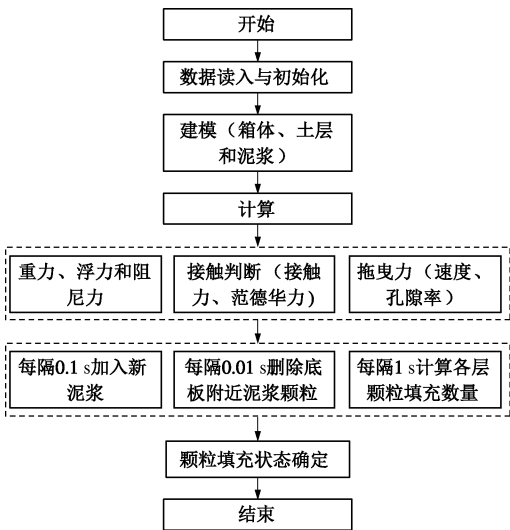 开始
数据读入与初始化
建模（箱体、土层
和泥浆）
计算
重力、浮力和阻
尼力
接触判断（接触
力、范德华力）
拖曳力（速度、
孔隙率）
每隔0.1 s加入新
泥浆
每隔0.01 s删除底
板附近泥浆颗粒
每隔1 s计算各层
颗粒填充数量
颗粒填充状态确定
结束